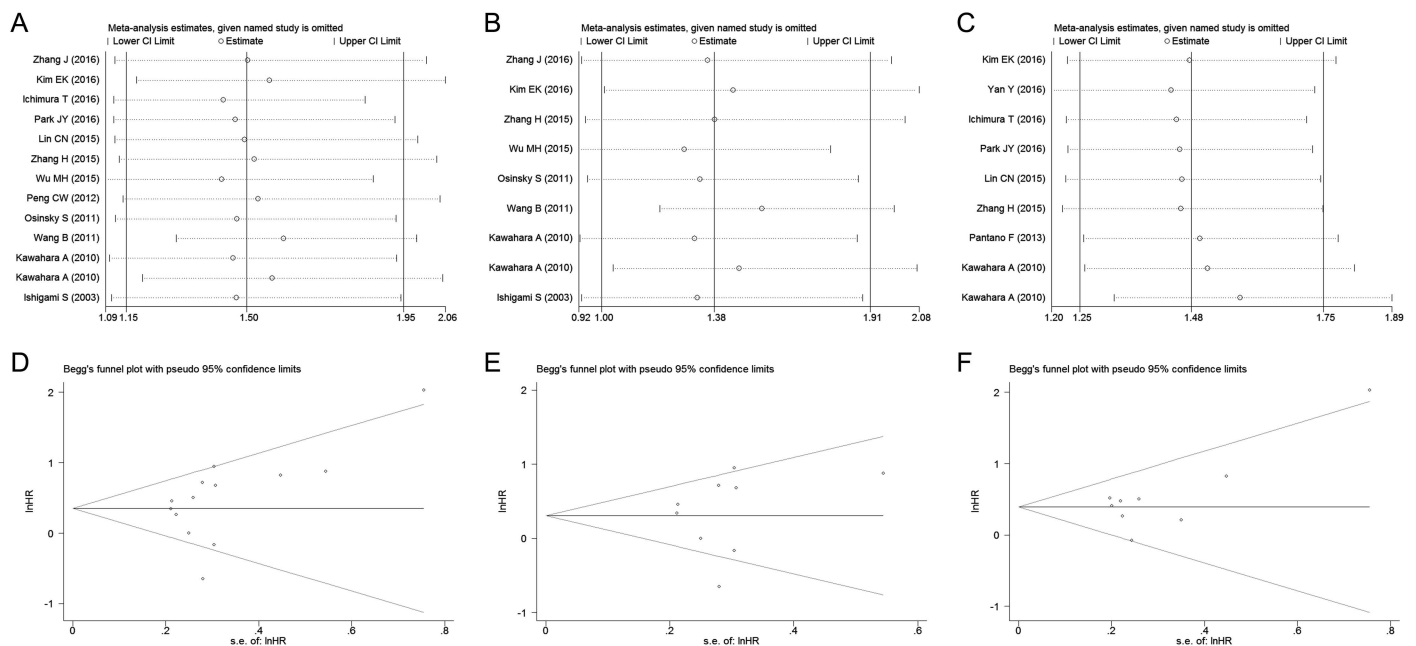 A
Meta-analysis estimates, given named study is omitted
Lower CI Limit Estimate Upper CI Limit
Zhang J (2016)
Kim EK (2016)
Ichimura T (2016)
Park JY (2016)
Lin CN (2015)
Zhang H (2015)
Wu MH (2015)
Peng CW (2012)
Osinsky S (2011)
Wang B (2011)
Kawahara A (2010)
Kawahara A (2010)
Ishigami S (2003)
1.09 1.15 1.50 1.95 2.06
B
Meta-analysis estimates, given named study is omitted
Lower CI Limit Estimate Upper CI Limit
Zhang J (2016)
Kim EK (2016)
Zhang H (2015)
Wu MH (2015)
Osinsky S (2011)
Wang B (2011)
Kawahara A (2010)
Kawahara A (2010)
Ishigami S (2003)
0.92 1.00 1.38 1.91 2.08
C
Meta-analysis estimates, given named study is omitted
Lower CI Limit Estimate Upper CI Limit
Kim EK (2016)
Yan Y (2016)
Ichimura T (2016)
Park JY (2016)
Lin CN (2015)
Zhang H (2015)
Pantano F (2013)
Kawahara A (2010)
Kawahara A (2010)
1.20 1.25 1.48 1.75 1.89
D
Begg's funnel plot with pseudo 95% confidence limits
lnHR
2
1
0
-1
0 .2 .4 .6 .8
s.e. of: lnHR
E
Begg's funnel plot with pseudo 95% confidence limits
lnHR
2
1
0
-1
0 .2 .4 .6
s.e. of: lnHR
F
Begg's funnel plot with pseudo 95% confidence limits
lnHR
2
1
0
-1
0 .2 .4 .6 .8
s.e. of: lnHR